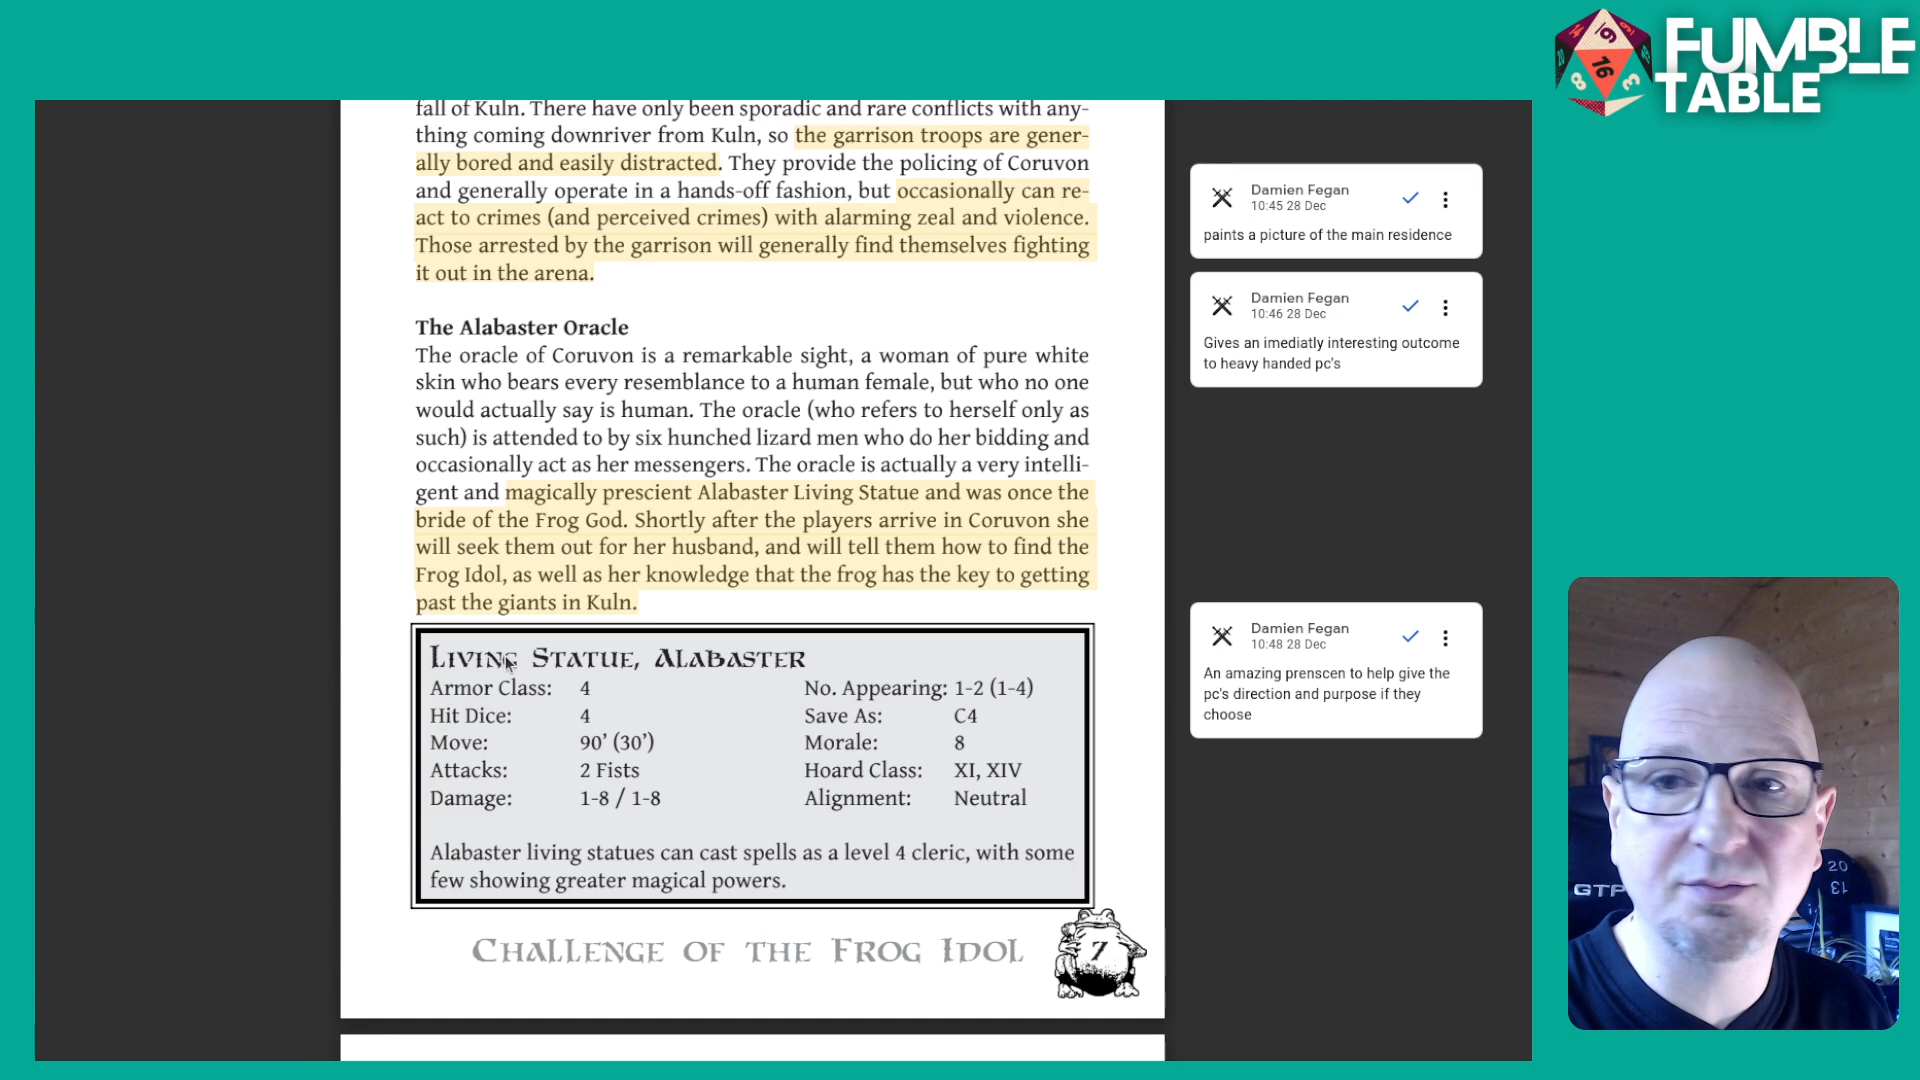 FUMBLE
TABLE
fall of Kuln. There have only been sporadic and rare conflicts with any-
thing coming downriver from Kuln, so the garrison troops are gener-
ally bored and easily distracted. They provide the policing of Coruvon
and generally operate in a hands-off fashion, but occasionally can re-
act to crimes (and perceived crimes) with alarming zeal and violence.
Those arrested by the garrison will generally find themselves fighting
it out in the arena.
The Alabaster Oracle
The oracle of Coruvon is a remarkable sight, a woman of pure white
skin who bears every resemblance to a human female, but who no one
would actually say is human. The oracle (who refers to herself only as
such) is attended to by six hunched lizard men who do her bidding and
occasionally act as her messengers. The oracle is actually a very intelli-
gent and magically prescient Alabaster Living Statue and was once the
bride of the Frog God. Shortly after the players arrive in Coruvon she
will seek them out for her husband, and will tell them how to find the
Frog Idol, as well as her knowledge that the frog has the key to getting
past the giants in Kuln.
Living Statue, Alabaster
Armor Class: 4 No. Appearing: 1-2 (1-4)
Hit Dice: 4 Save As: C4
Move: 90’ (30’) Morale: 8
Attacks: 2 Fists Hoard Class: XI, XIV
Damage: 1-8 / 1-8 Alignment: Neutral
Alabaster living statues can cast spells as a level 4 cleric, with some
few showing greater magical powers.
Challenge of the Frog Idol 7
Damien Fegan
10:45 28 Dec
paints a picture of the main residence
Damien Fegan
10:46 28 Dec
Gives an imediatly interesting outcome
to heavy handed pc's
Damien Fegan
10:48 28 Dec
An amazing prenscen to help give the
pc's direction and purpose if they
choose
16
GTP
20
13